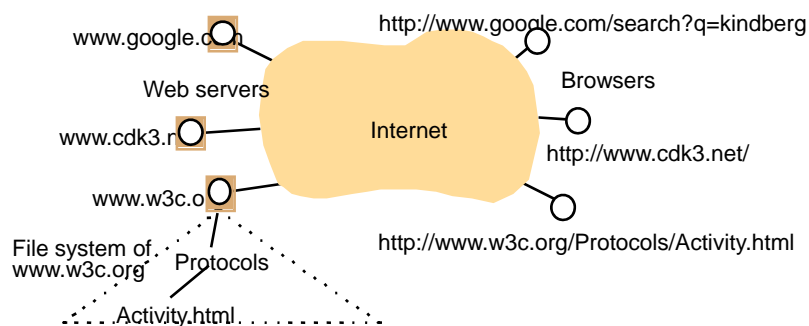 http://www.google.com/search?q=kindberg
www.google.com
Web servers
Browsers
Internet
www.cdk3.n
http://www.cdk3.net/
www.w3c.o
http://www.w3c.org/Protocols/Activity.html
File system of
www.w3c.org
Protocols
Activity.html